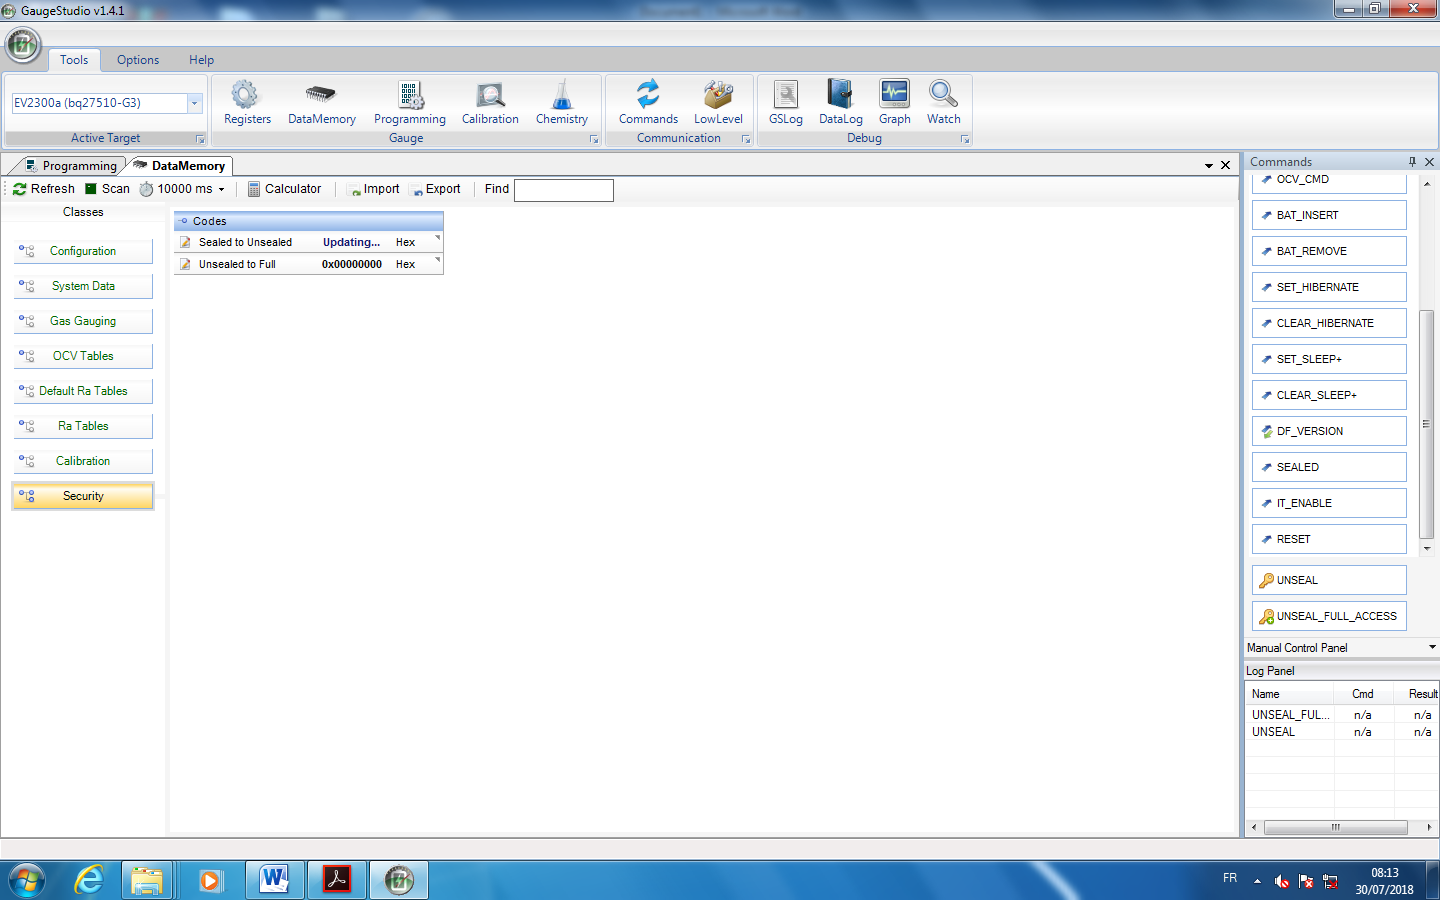 GaugeStudio v1.4.1
Tools Options Help
EV2300a (bq27510-G3)
Active Target
Registers DataMemory Programming Calibration Chemistry
Gauge
Commands LowLevel
Communication
GSLog DataLog Graph Watch
Debug
Programming DataMemory
Refresh Scan 10000 ms Calculator Import Export Find
Classes
Configuration
System Data
Gas Gauging
OCV Tables
Default Ra Tables
Ra Tables
Calibration
Security
Codes
Sealed to Unsealed Updating... Hex
Unsealed to Full 0x00000000 Hex
Commands
OCV_CMD
BAT_INSERT
BAT_REMOVE
SET_HIBERNATE
CLEAR_HIBERNATE
SET_SLEEP+
CLEAR_SLEEP+
DF_VERSION
SEALED
IT_ENABLE
RESET
UNSEAL
UNSEAL_FULL_ACCESS
Manual Control Panel
Log Panel
Name Cmd Result
UNSEAL_FUL... n/a n/a
UNSEAL n/a n/a
FR
08:13
30/07/2018